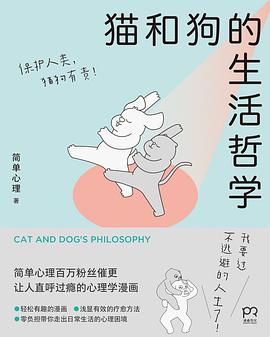 猫和狗的
生活哲学
保护人类，
猫狗有责！
简单心理 著
CAT AND DOG'S PHILOSOPHY
我要过
不逃避的
人生了！
简单心理百万粉丝催更
让人直呼过瘾的心理学漫画
●轻松有趣的漫画 ●浅显有效的疗愈方法
●零负担带你走出日常生活的心理困境